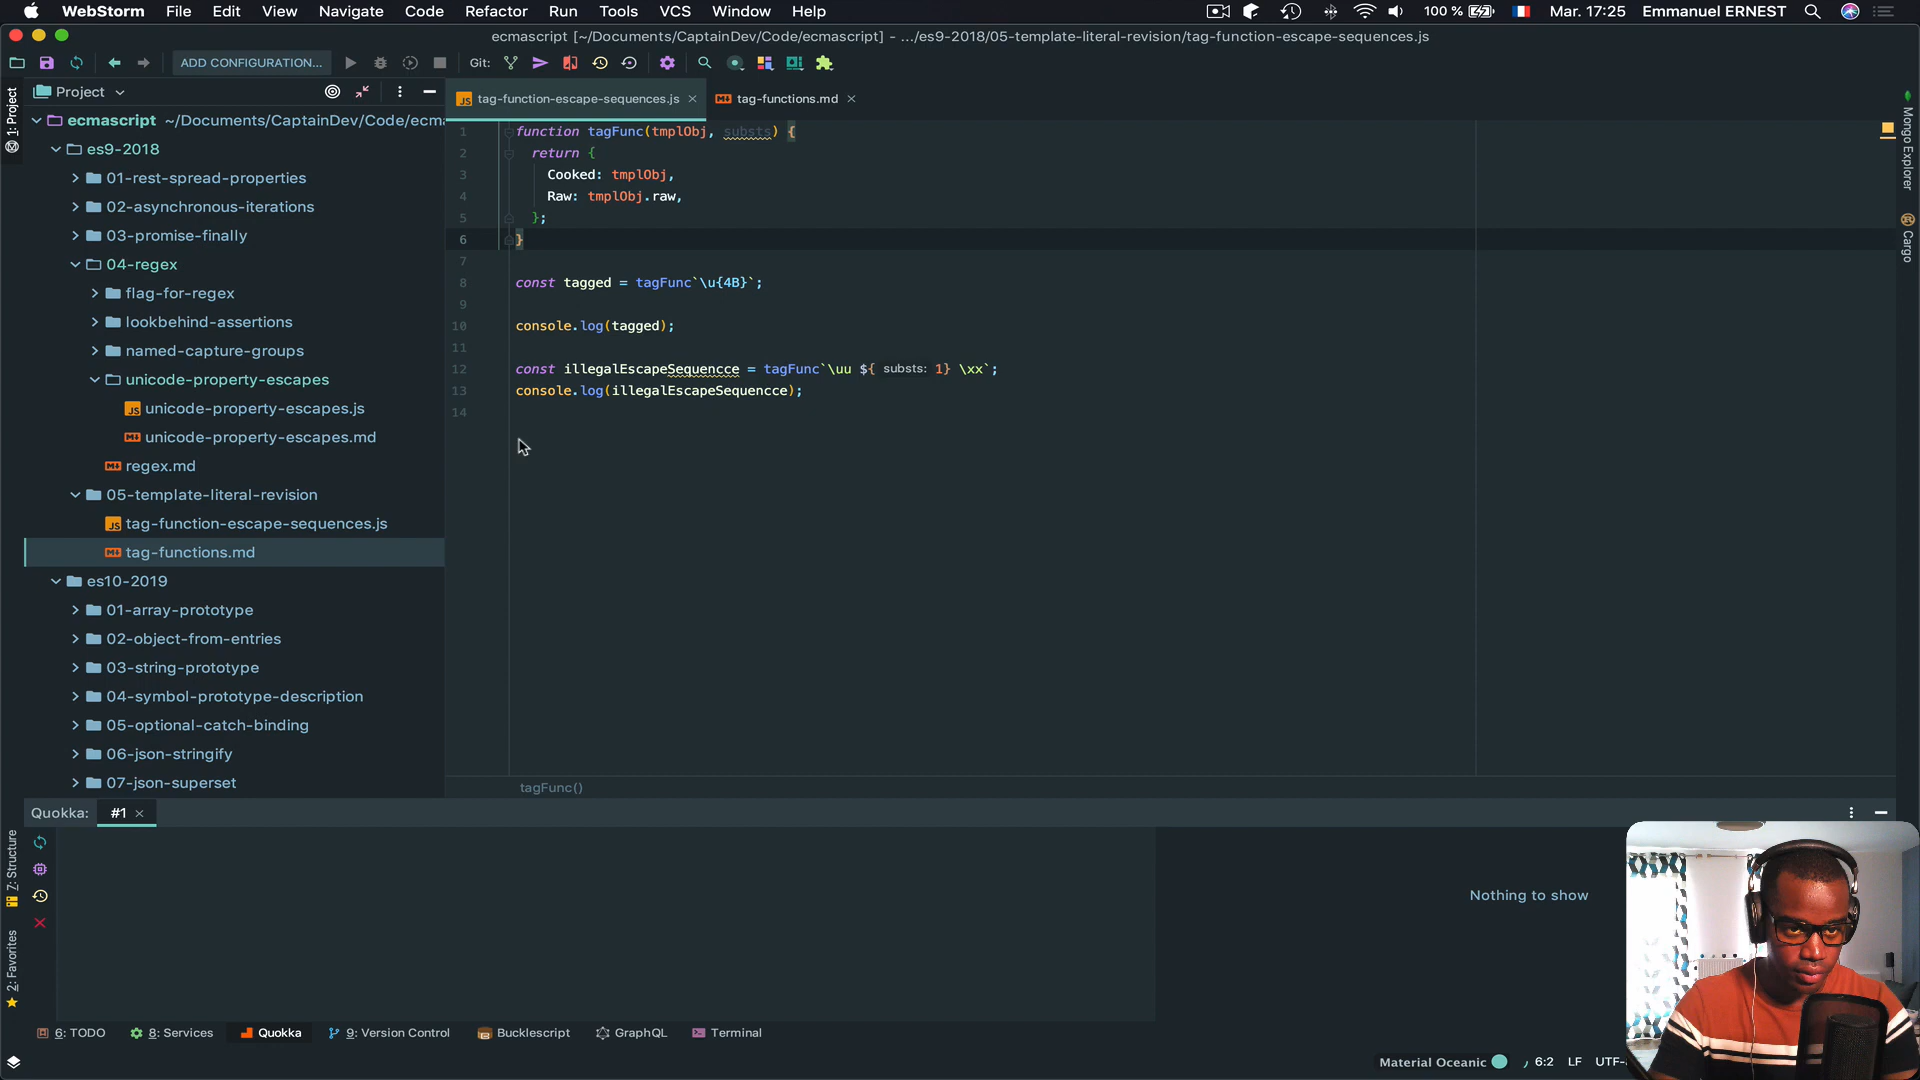 WebStorm File Edit View Navigate Code Refactor Run Tools VCS Window Help 100 % Mar. 17:25 Emmanuel ERNEST
ecmascript [~/Documents/CaptainDev/Code/ecmascript] - .../es9-2018/05-template-literal-revision/tag-function-escape-sequences.js
ADD CONFIGURATION... Git:
1: Project
Project
tag-function-escape-sequences.js
tag-functions.md
ecmascript ~/Documents/CaptainDev/Code/ecma
es9-2018
01-rest-spread-properties
02-asynchronous-iterations
03-promise-finally
04-regex
flag-for-regex
lookbehind-assertions
named-capture-groups
unicode-property-escapes
unicode-property-escapes.js
unicode-property-escapes.md
regex.md
05-template-literal-revision
tag-function-escape-sequences.js
tag-functions.md
es10-2019
01-array-prototype
02-object-from-entries
03-string-prototype
04-symbol-prototype-description
05-optional-catch-binding
06-json-stringify
07-json-superset
1 function tagFunc(tmplObj, substs) {
2 return {
3 Cooked: tmplObj,
4 Raw: tmplObj.raw,
5 };
6 }
7
8 const tagged = tagFunc`\u{4B}`;
9
10 console.log(tagged);
11
12 const illegalEscapeSequencce = tagFunc`\uu ${ substs: 1} \xx`;
13 console.log(illegalEscapeSequencce);
14
tagFunc()
Mongo Explorer
Cargo
Quokka: #1
Nothing to show
7: Structure
2: Favorites
6: TODO 8: Services Quokka 9: Version Control Bucklescript GraphQL Terminal
Material Oceanic 6:2 LF UTF-